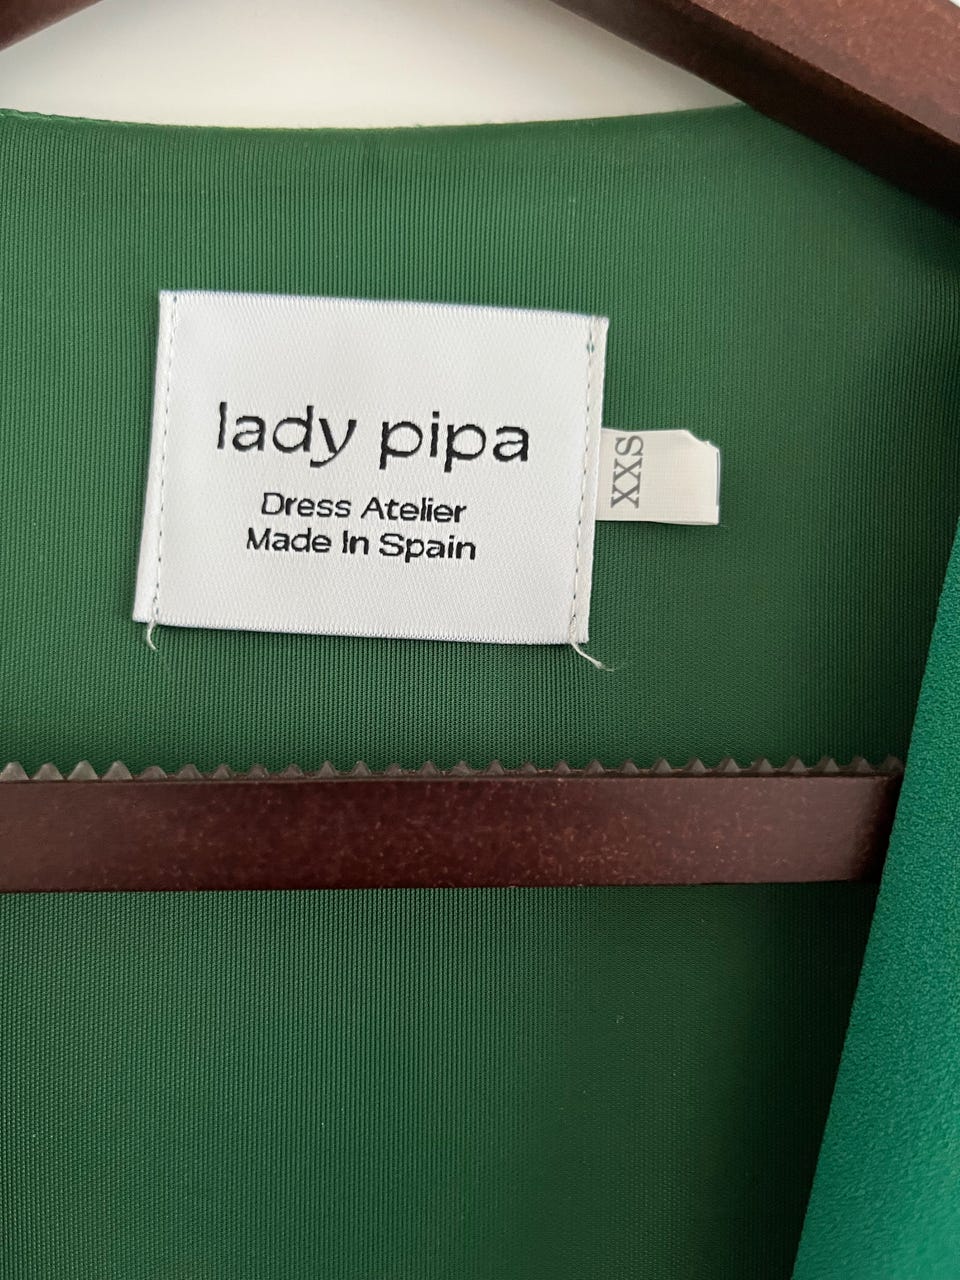 lady pipa
Dress Atelier
Made In Spain
XXS